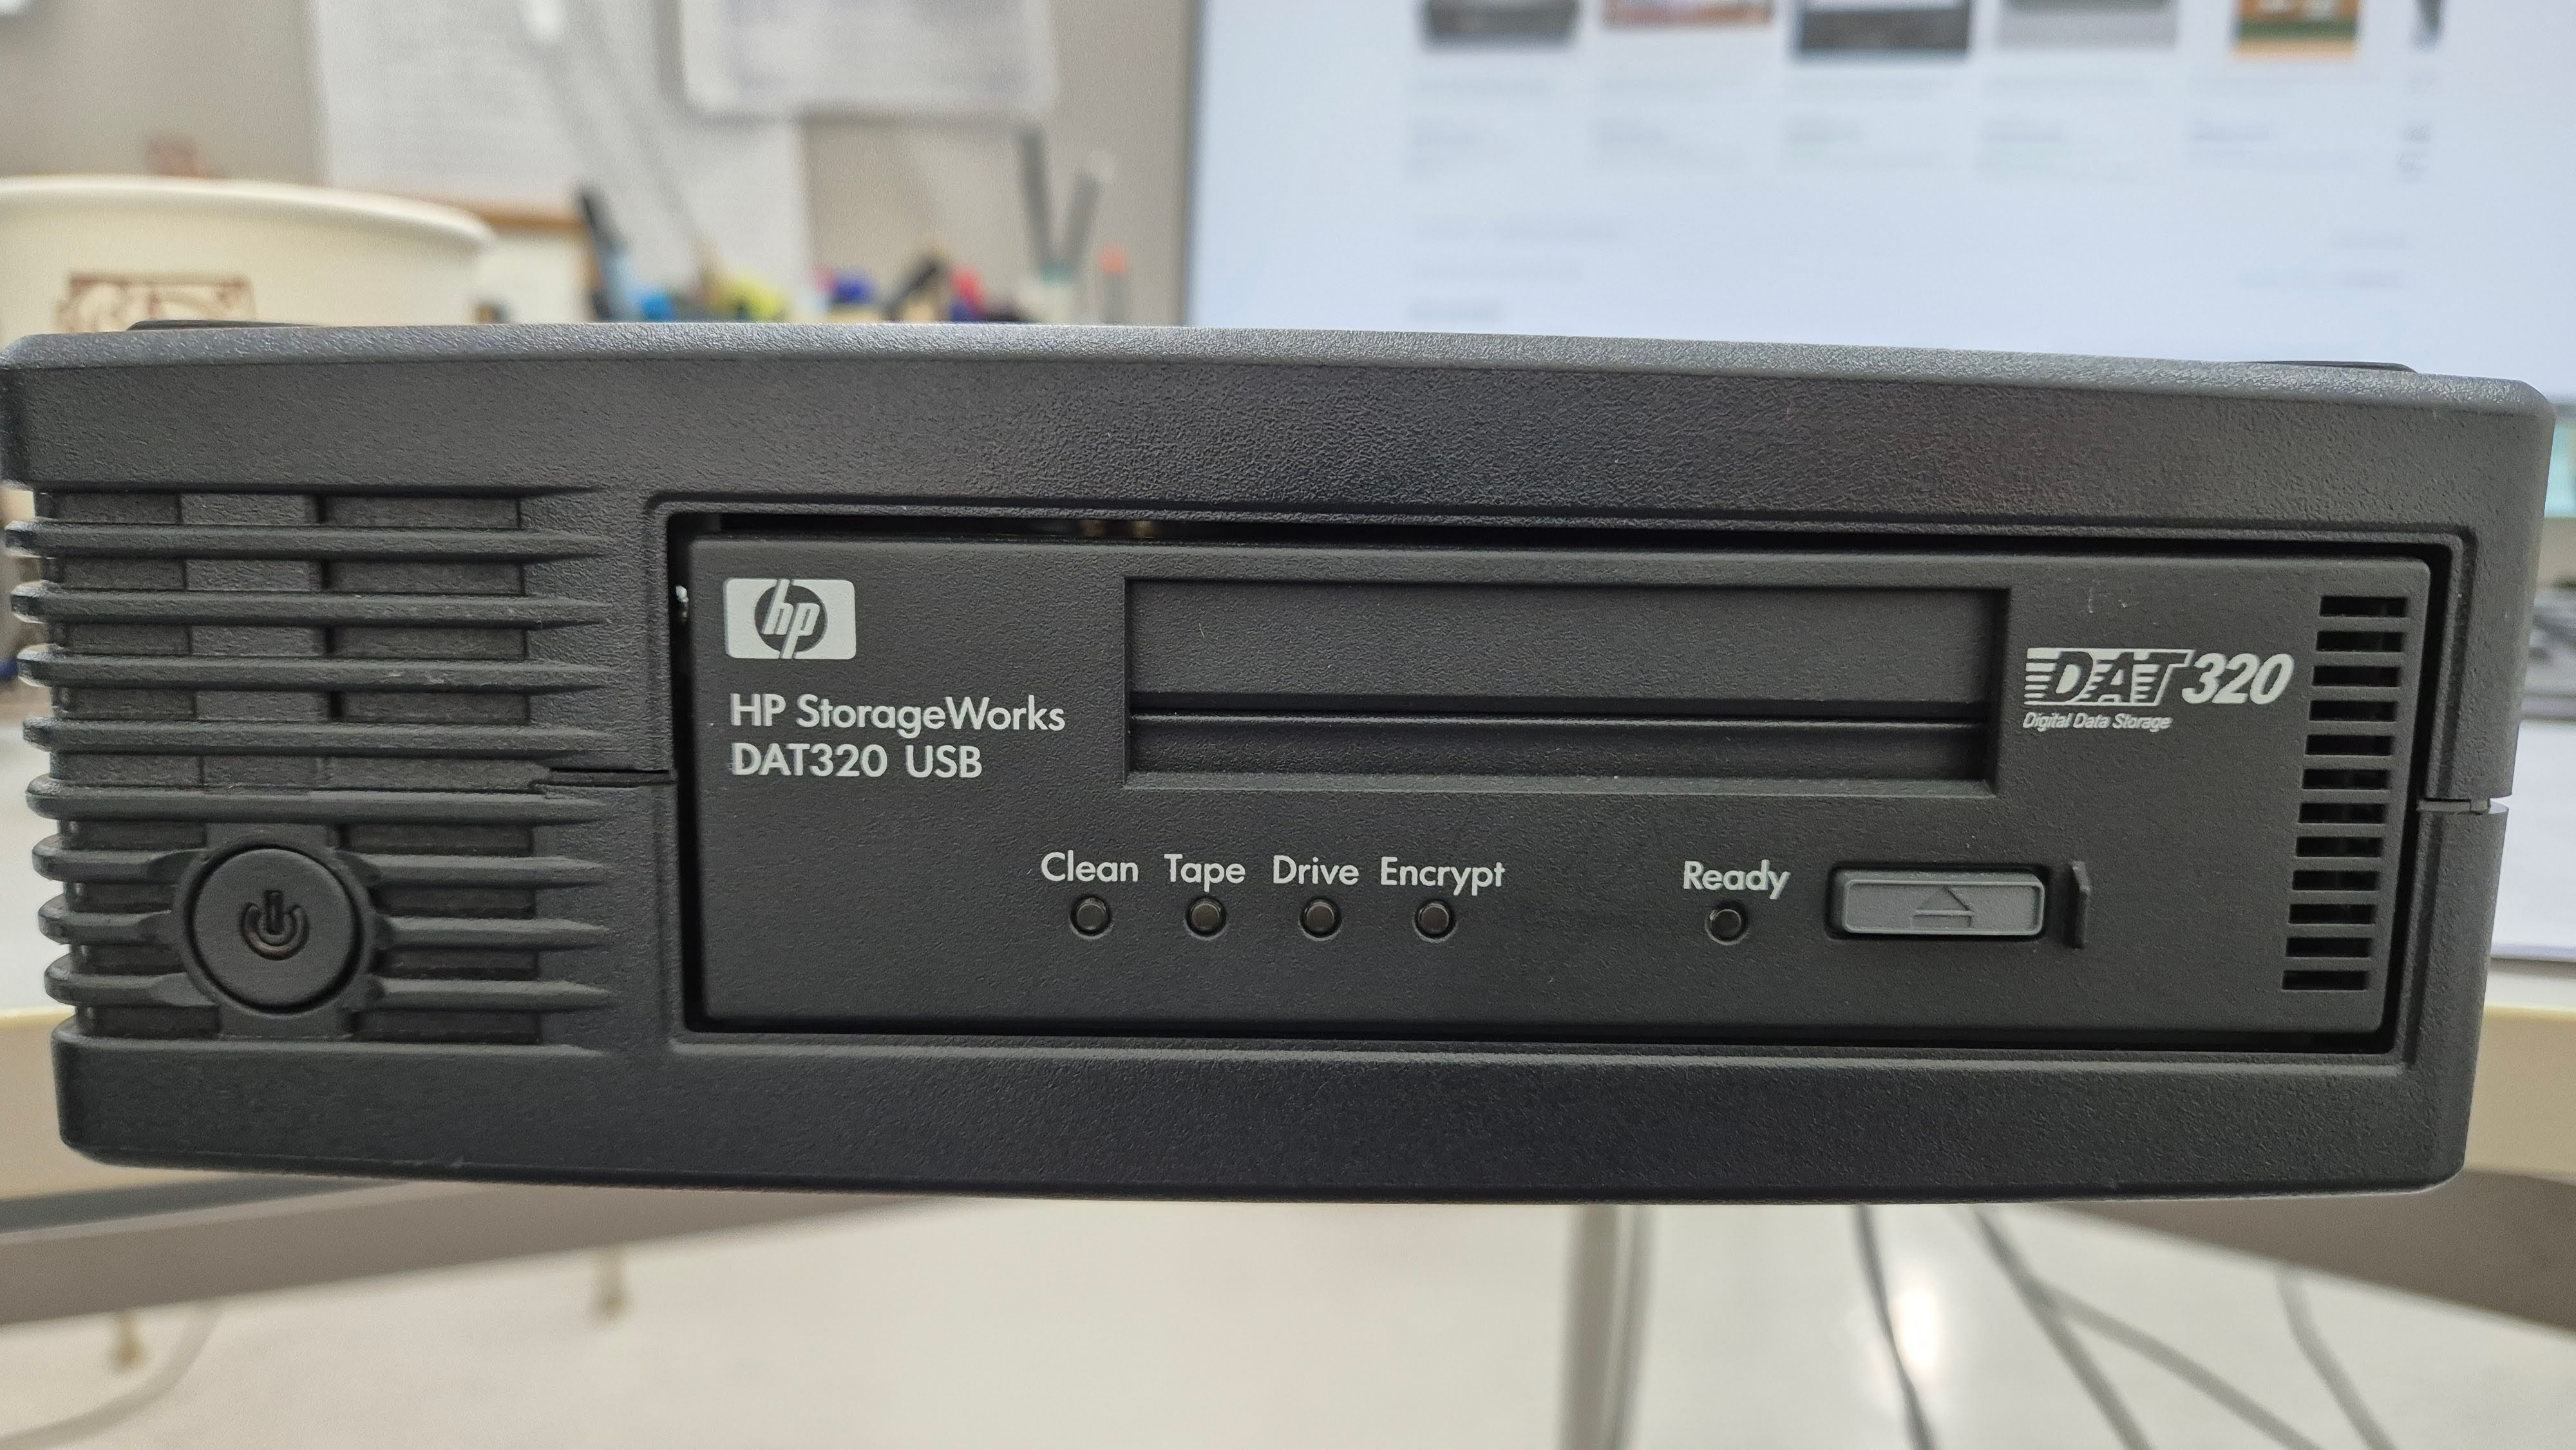 hp
HP StorageWorks
DAT320 USB
DAT 320
Digital Data Storage
Clean Tape Drive Encrypt Ready